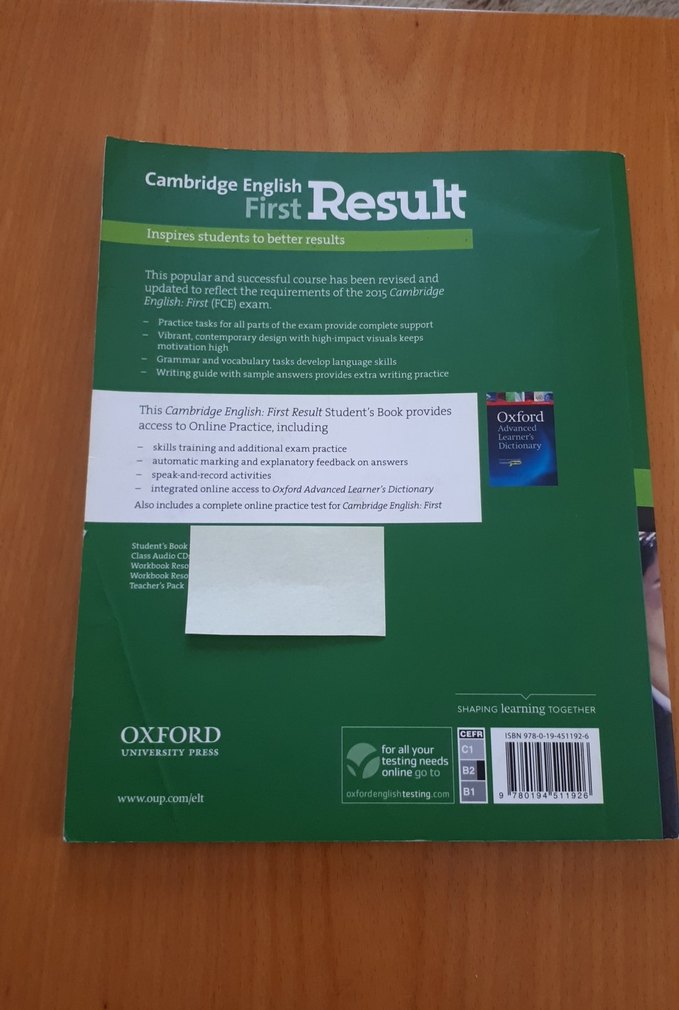 Cambridge English
First Result
Inspires students to better results
This popular and successful course has been revised and
updated to reflect the requirements of the 2015 Cambridge
English: First (FCE) exam.
– Practice tasks for all parts of the exam provide complete support
– Vibrant, contemporary design with high-impact visuals keeps
motivation high
– Grammar and vocabulary tasks develop language skills
– Writing guide with sample answers provides extra writing practice
This Cambridge English: First Result Student's Book provides
access to Online Practice, including
– skills training and additional exam practice
– automatic marking and explanatory feedback on answers
– speak-and-record activities
– integrated online access to Oxford Advanced Learner's Dictionary
Also includes a complete online practice test for Cambridge English: First
Oxford
Advanced
Learner's
Dictionary
Student's Book
Class Audio CDs
Workbook Reso
Workbook Reso
Teacher's Pack
SHAPING learning TOGETHER
OXFORD
UNIVERSITY PRESS
www.oup.com/elt
for all your
testing needs
online go to
oxfordenglishtesting.com
CEFR
C1
B2
B1
ISBN 978-0-19-451192-6
9 780194 511926